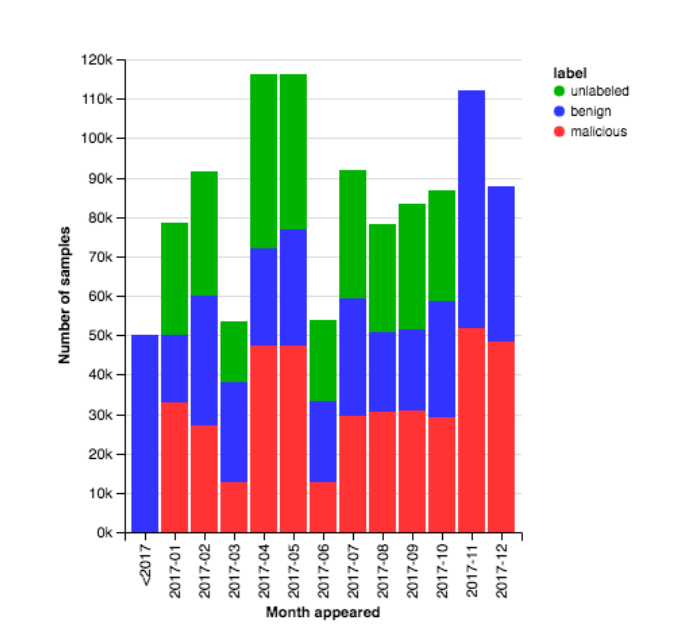 120k
110k
100k
90k
80k
70k
60k
50k
40k
30k
20k
10k
0k
Number of samples
<2017
2017-01
2017-02
2017-03
2017-04
2017-05
2017-06
2017-07
2017-08
2017-09
2017-10
2017-11
2017-12
Month appeared
label
unlabeled
benign
malicious